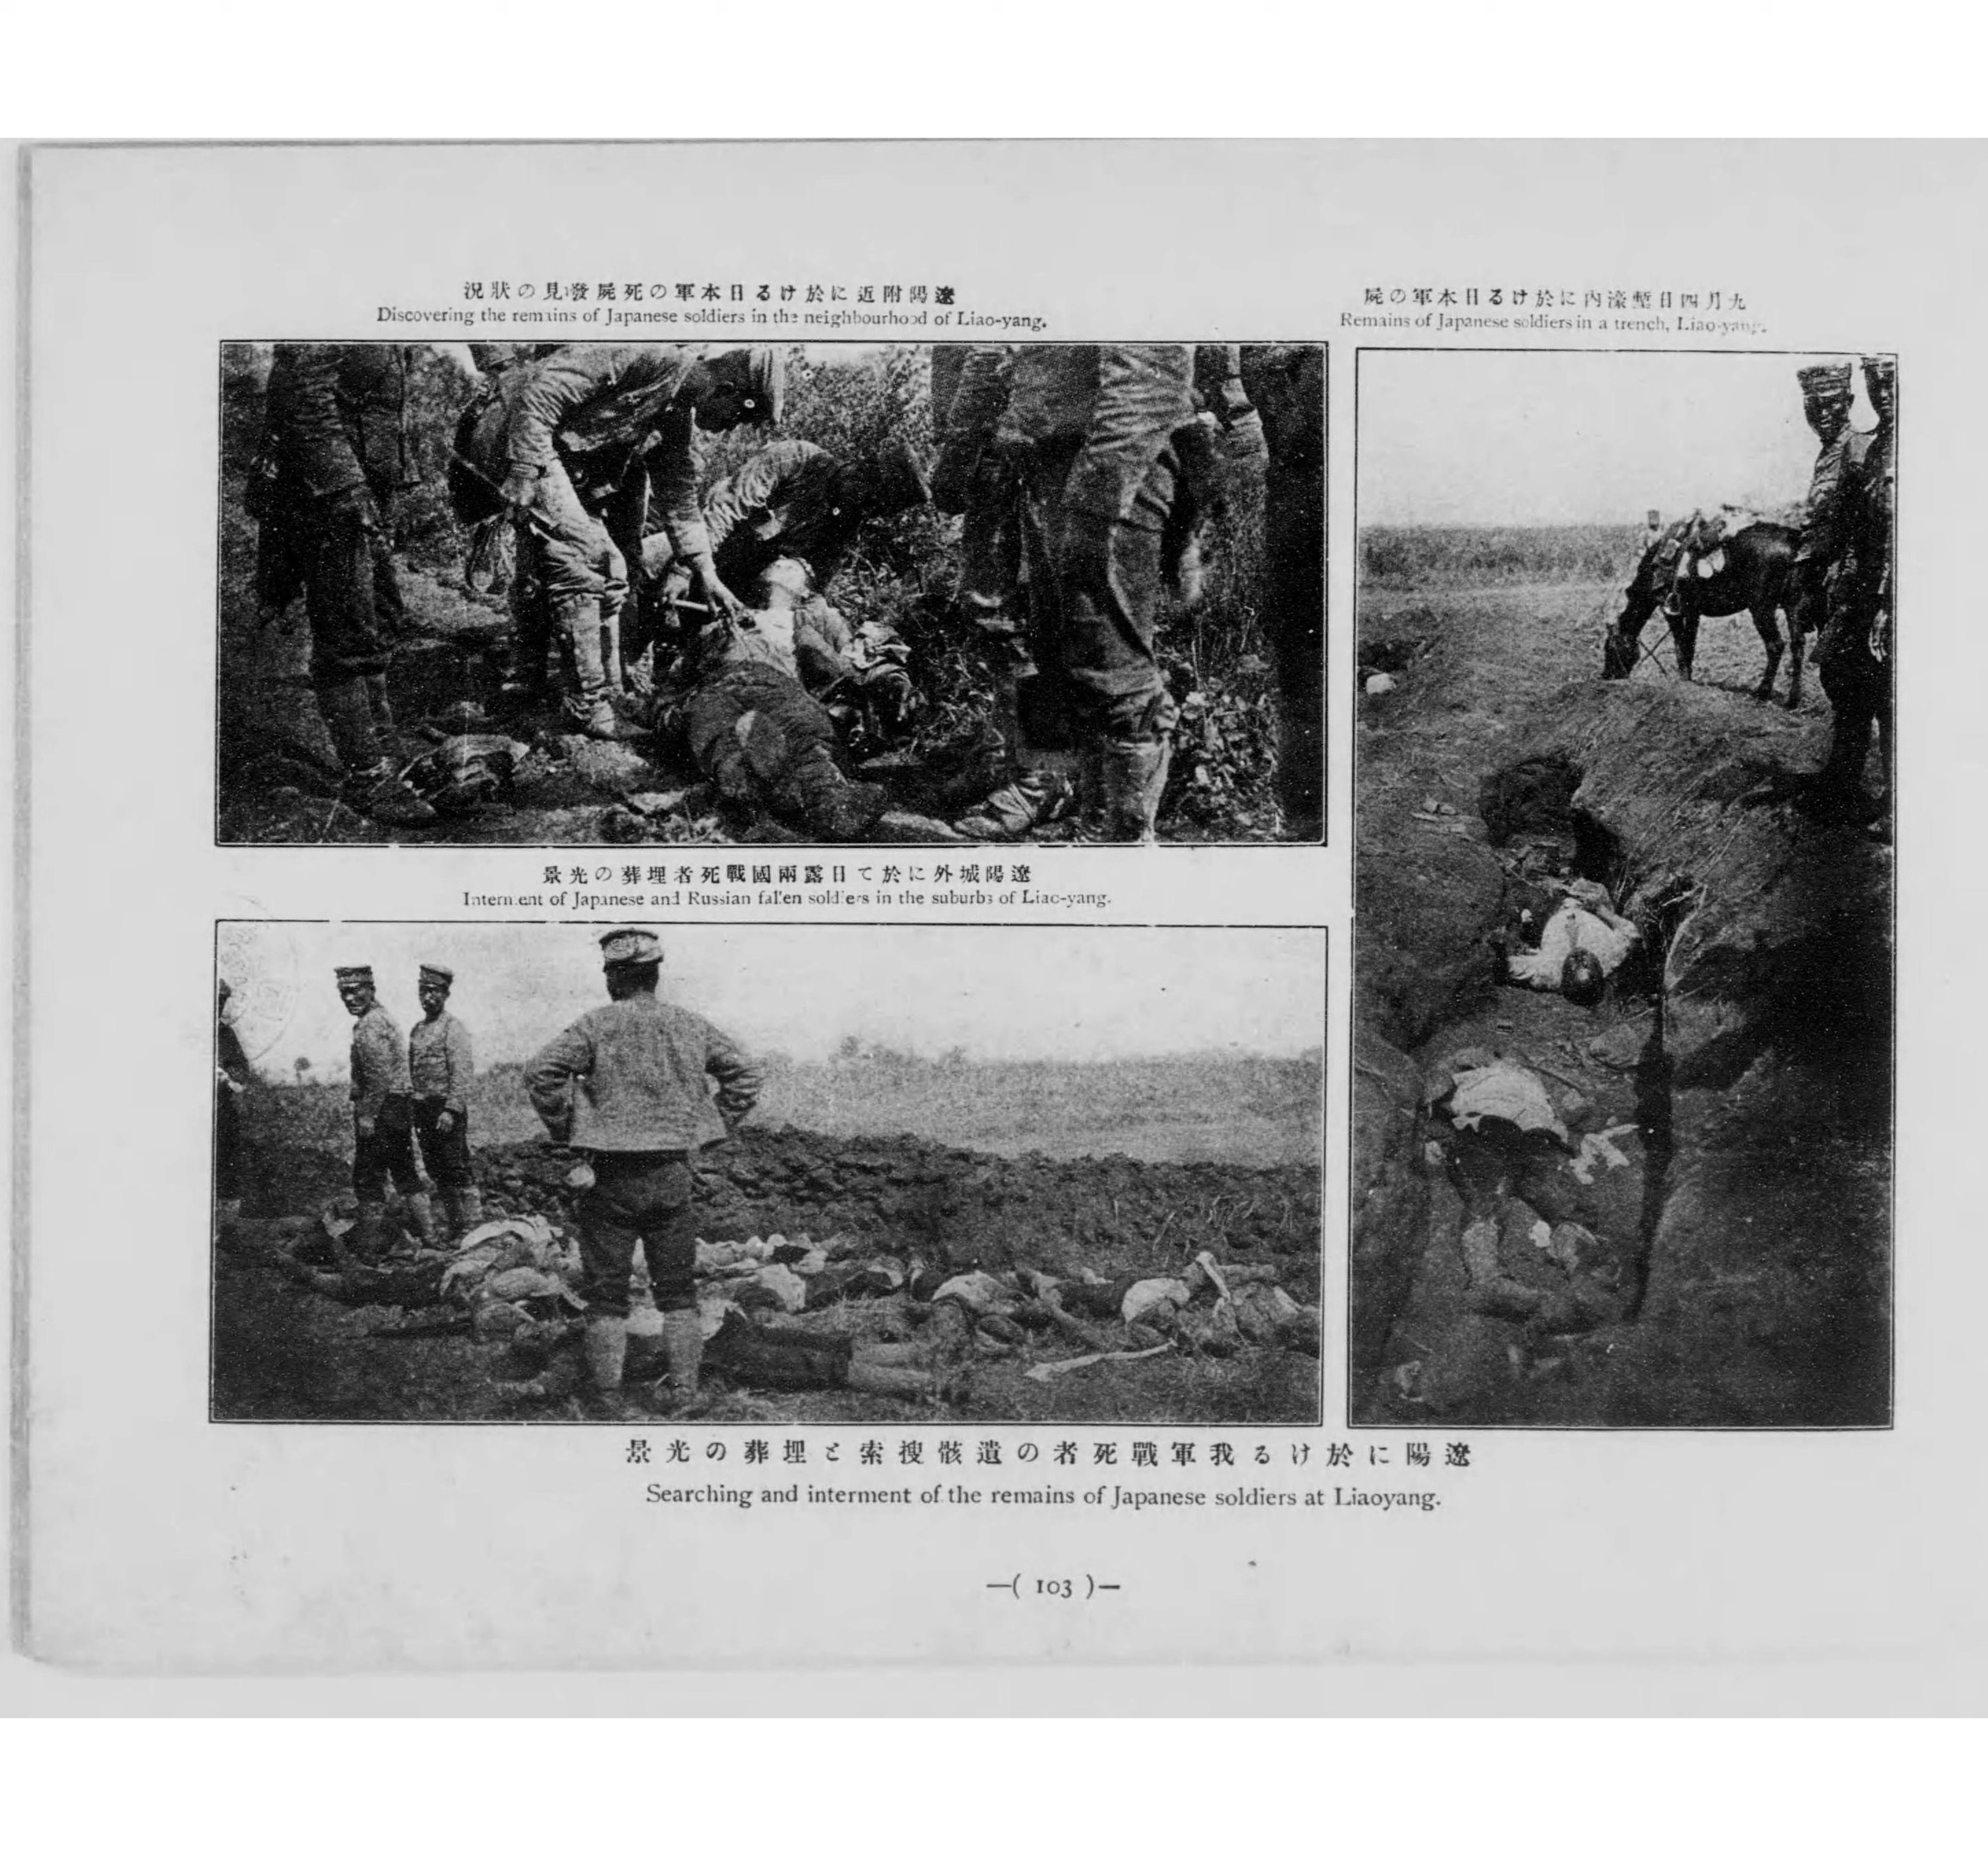 遼陽附近に於ける日本軍の死屍發見の狀況
Discovering the remains of Japanese soldiers in the neighbourhood of Liao-yang.
九月四日塹濠內に於ける日本軍の屍
Remains of Japanese soldiers in a trench, Liao-yang.
遼陽城外に於て日露兩國戰死者埋葬の光景
Interment of Japanese and Russian fallen soldiers in the suburbs of Liao-yang.
遼陽に於ける我軍戰死者の遺骸搜索と埋葬の光景
Searching and interment of the remains of Japanese soldiers at Liaoyang.
—( 103 )—